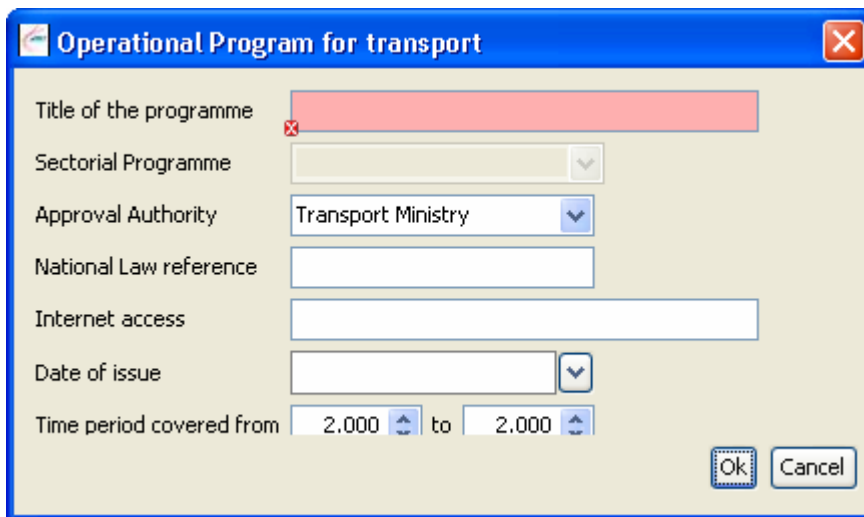 Operational Program for transport
Title of the programme
Sectorial Programme
Approval Authority Transport Ministry
National Law reference
Internet access
Date of issue
Time period covered from 2.000 to 2.000
Ok Cancel